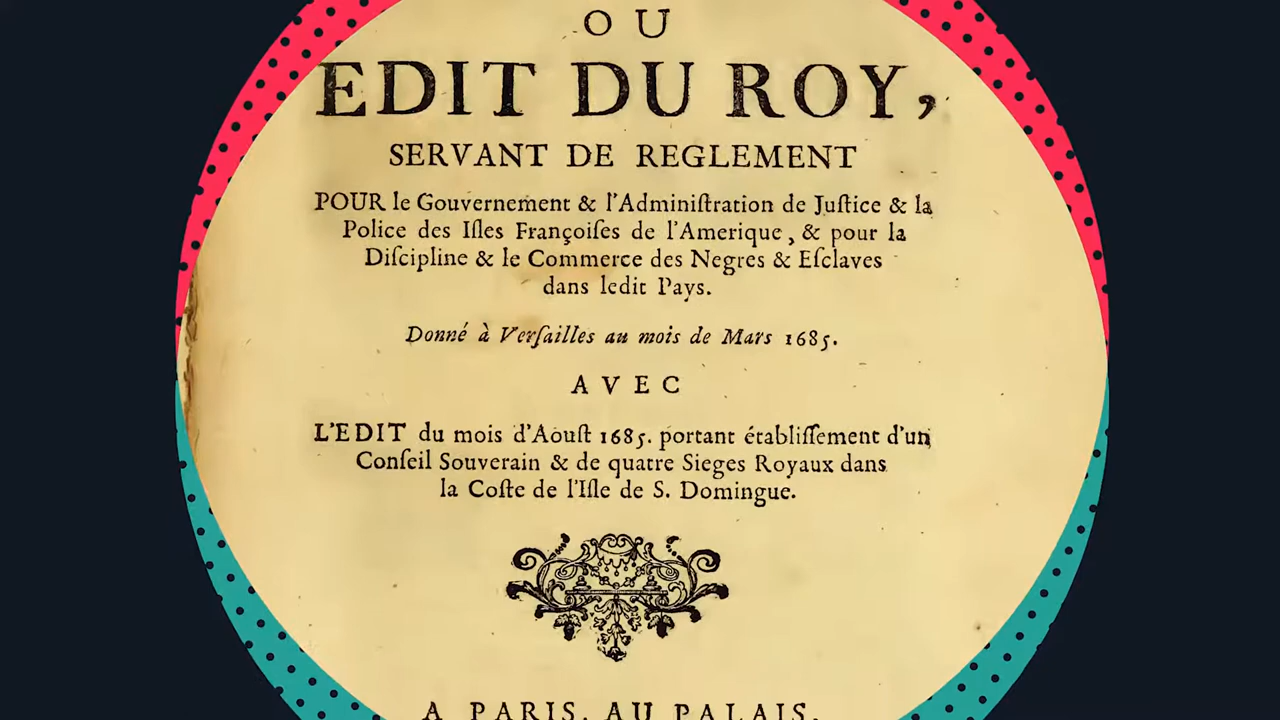 OU
EDIT DU ROY,
SERVANT DE REGLEMENT
POUR le Gouvernement & l'Adminiſtration de Juſtice & la
Police des Iſles Françoiſes de l'Amerique, & pour la
Diſcipline & le Commerce des Negres & Eſclaves
dans ledit Pays.
Donné à Verſailles au mois de Mars 1685.
AVEC
L'EDIT du mois d'Aouſt 1685. portant établiſſement d'un
Conſeil Souverain & de quatre Sieges Royaux dans
la Coſte de l'Iſle de S. Domingue.
A PARIS, AU PALAIS,